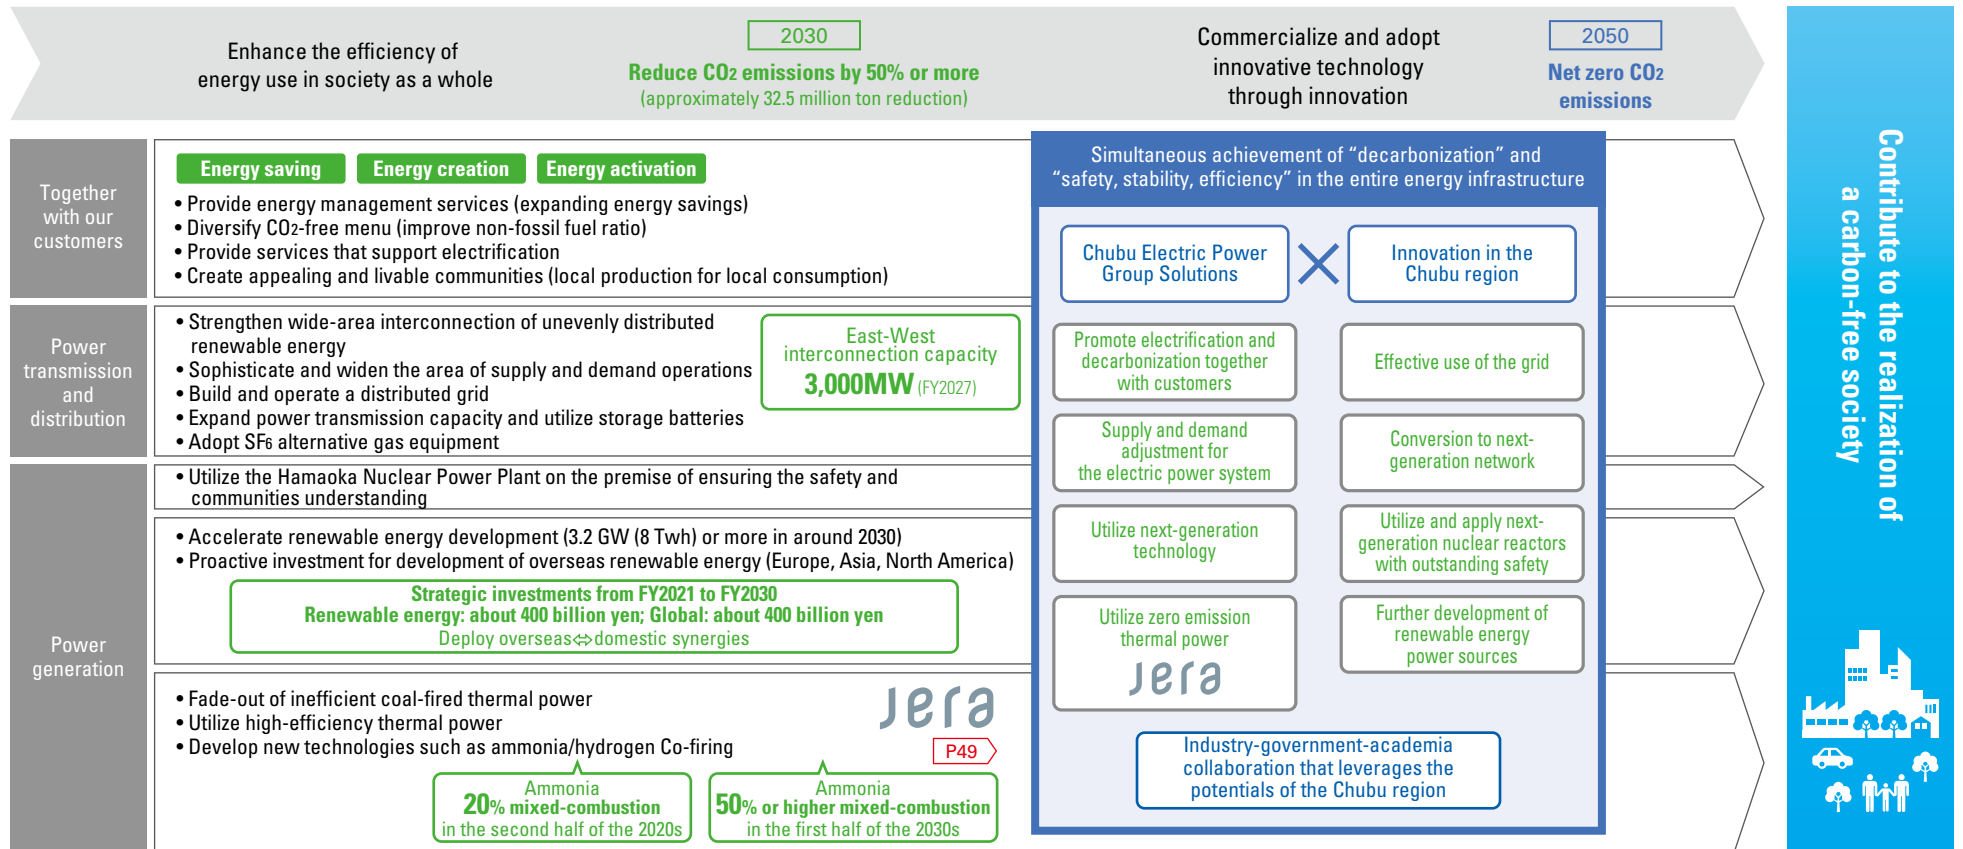 Enhance the efficiency of
energy use in society as a whole
2030
Reduce CO2 emissions by 50% or more
(approximately 32.5 million ton reduction)
Commercialize and adopt
innovative technology
through innovation
2050
Net zero CO2
emissions
Together
with our
customers
Energy saving
Energy creation
Energy activation
• Provide energy management services (expanding energy savings)
• Diversify CO2-free menu (improve non-fossil fuel ratio)
• Provide services that support electrification
• Create appealing and livable communities (local production for local consumption)
Power
transmission
and
distribution
• Strengthen wide-area interconnection of unevenly distributed
renewable energy
• Sophisticate and widen the area of supply and demand operations
• Build and operate a distributed grid
• Expand power transmission capacity and utilize storage batteries
• Adopt SF6 alternative gas equipment
East-West
interconnection capacity
3,000MW (FY2027)
Power
generation
• Utilize the Hamaoka Nuclear Power Plant on the premise of ensuring the safety and
communities understanding
• Accelerate renewable energy development (3.2 GW (8 Twh) or more in around 2030)
• Proactive investment for development of overseas renewable energy (Europe, Asia, North America)
Strategic investments from FY2021 to FY2030
Renewable energy: about 400 billion yen; Global: about 400 billion yen
Deploy overseas⇔domestic synergies
• Fade-out of inefficient coal-fired thermal power
• Utilize high-efficiency thermal power
• Develop new technologies such as ammonia/hydrogen Co-firing
Jera
P49
Ammonia
20% mixed-combustion
in the second half of the 2020s
Ammonia
50% or higher mixed-combustion
in the first half of the 2030s
Simultaneous achievement of “decarbonization” and
“safety, stability, efficiency” in the entire energy infrastructure
Chubu Electric Power
Group Solutions
Innovation in the
Chubu region
Promote electrification and
decarbonization together
with customers
Effective use of the grid
Supply and demand
adjustment for
the electric power system
Conversion to next-
generation network
Utilize next-generation
technology
Utilize and apply next-
generation nuclear reactors
with outstanding safety
Utilize zero emission
thermal power
Jera
Further development of
renewable energy
power sources
Industry-government-academia
collaboration that leverages the
potentials of the Chubu region
Contribute to the realization of
a carbon-free society